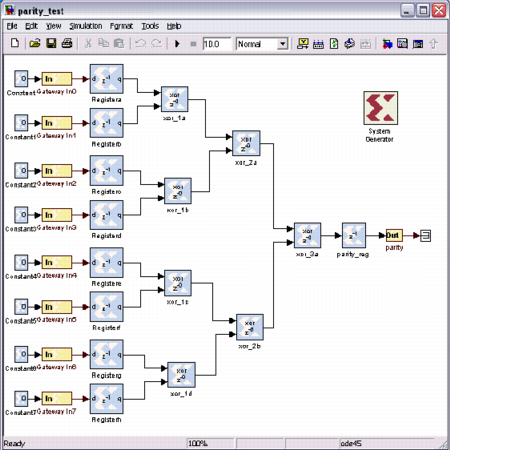 parity_test
File Edit View Simulation Format Tools Help
10.0 Normal
0 In d z⁻¹ q
Constant Gateway In0 Registera
xor z⁻⁰
xor_1a
0 In d z⁻¹ q
Constant1 Gateway In1 Registerb
System Generator
xor z⁻⁰
xor_2a
0 In d z⁻¹ q
Constant2 Gateway In2 Registerc
xor z⁻⁰
xor_1b
0 In d z⁻¹ q
Constant3 Gateway In3 Registerd
xor z⁻⁰
xor_3a
z⁻¹
parity_reg
Out
parity
0 In d z⁻¹ q
Constant4 Gateway In4 Registere
xor z⁻⁰
xor_1c
0 In d z⁻¹ q
Constant5 Gateway In5 Registerf
xor z⁻⁰
xor_2b
0 In d z⁻¹ q
Constant6 Gateway In6 Registerg
xor z⁻⁰
xor_1d
0 In d z⁻¹ q
Constant7 Gateway In7 Registerh
Ready 100% ode45